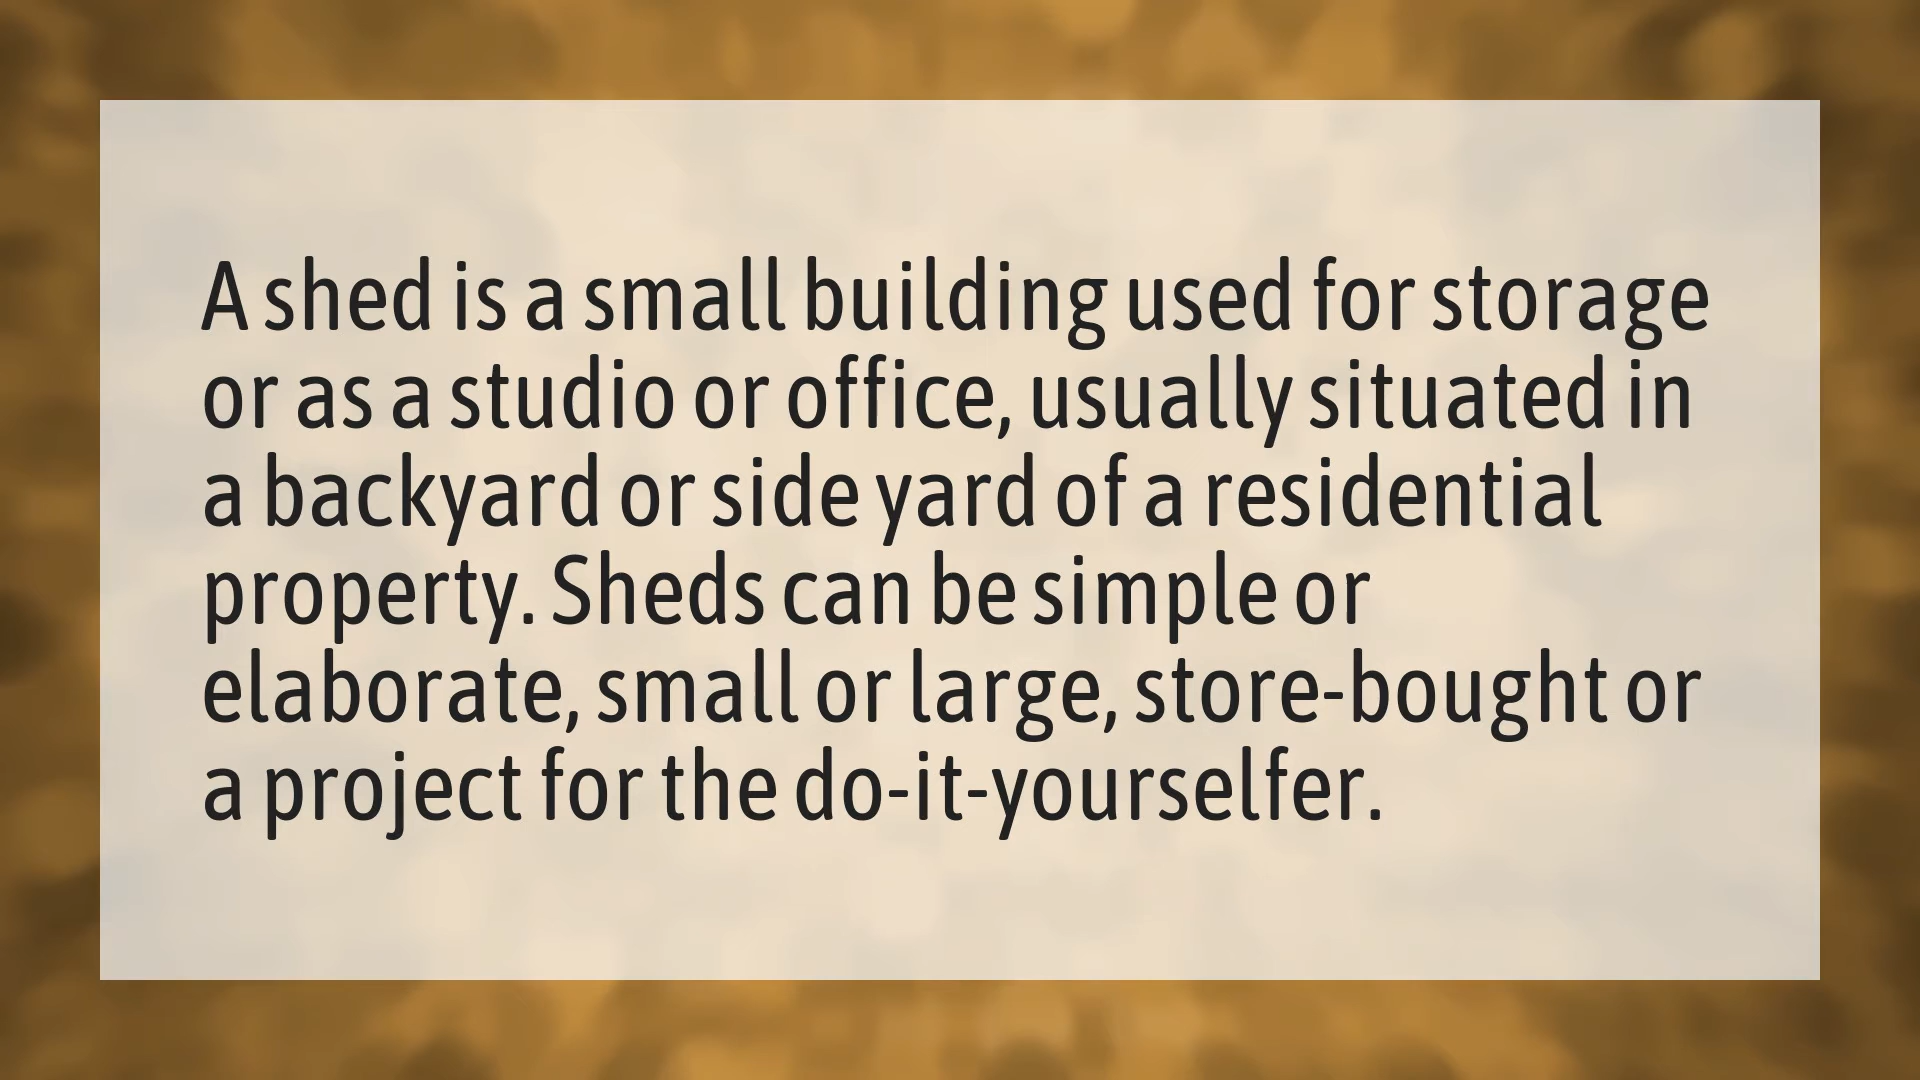 A shed is a small building used for storage
or as a studio or office, usually situated in
a backyard or side yard of a residential
property. Sheds can be simple or
elaborate, small or large, store-bought or
a project for the do-it-yourselfer.